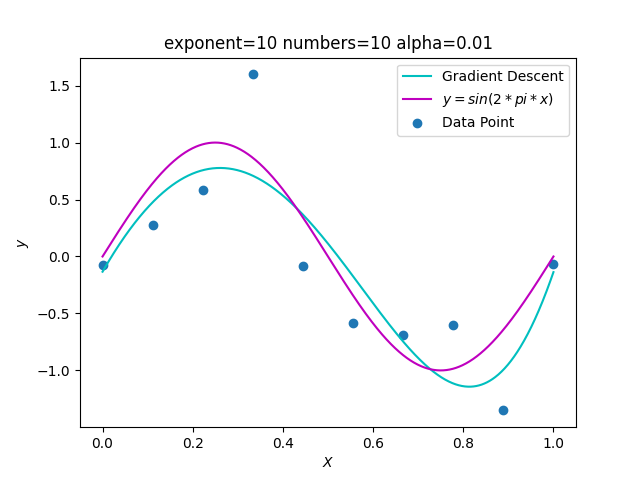 exponent=10 numbers=10 alpha=0.01
Gradient Descent
y = sin(2 * pi * x)
Data Point
1.5
1.0
0.5
0.0
−0.5
−1.0
y
0.0 0.2 0.4 0.6 0.8 1.0
X